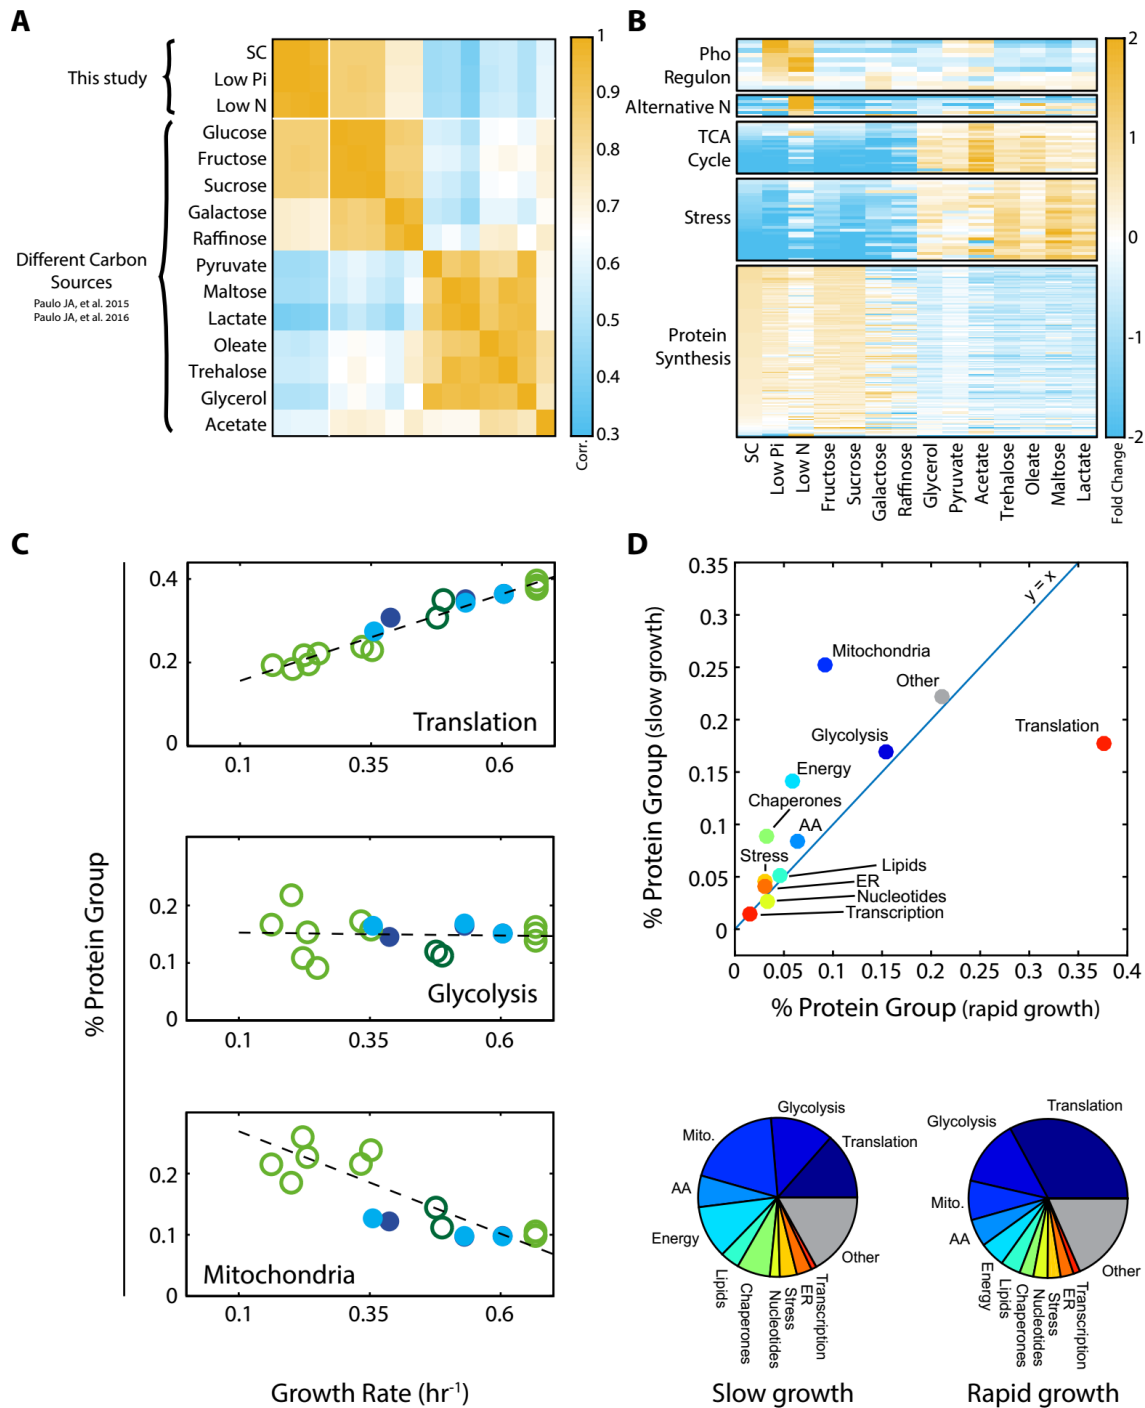 A
This study
SC
Low Pi
Low N
Glucose
Fructose
Sucrose
Galactose
Raffinose
Pyruvate
Maltose
Lactate
Oleate
Trehalose
Glycerol
Acetate
Different Carbon
Sources
Paulo JA, et al. 2015
Paulo JA, et al. 2016
1
0.9
0.8
0.7
0.6
0.5
0.4
0.3
Corr.
B
Pho
Regulon
Alternative N
TCA
Cycle
Stress
Protein
Synthesis
SC
Low Pi
Low N
Fructose
Sucrose
Galactose
Raffinose
Glycerol
Pyruvate
Acetate
Trehalose
Oleate
Maltose
Lactate
2
1
0
-1
-2
Fold Change
C
% Protein Group
0.4
0.2
0
Translation
0.1
0.35
0.6
0.2
0.1
0
Glycolysis
0.1
0.35
0.6
0.2
0.1
0
Mitochondria
0.1
0.35
0.6
Growth Rate (hr⁻¹)
D
% Protein Group (slow growth)
0.35
0.3
0.25
0.2
0.15
0.1
0.05
0
y = x
Mitochondria
Other
Translation
Glycolysis
Energy
Chaperones
AA
Stress
Lipids
ER
Nucleotides
Transcription
0
0.05
0.1
0.15
0.2
0.25
0.3
0.35
0.4
% Protein Group (rapid growth)
Glycolysis
Translation
Mito.
AA
Energy
Lipids
Chaperones
Nucleotides
Stress
ER
Transcription
Other
Slow growth
Translation
Glycolysis
Mito.
AA
Energy
Lipids
Chaperones
Nucleotides
Stress
ER
Transcription
Other
Rapid growth